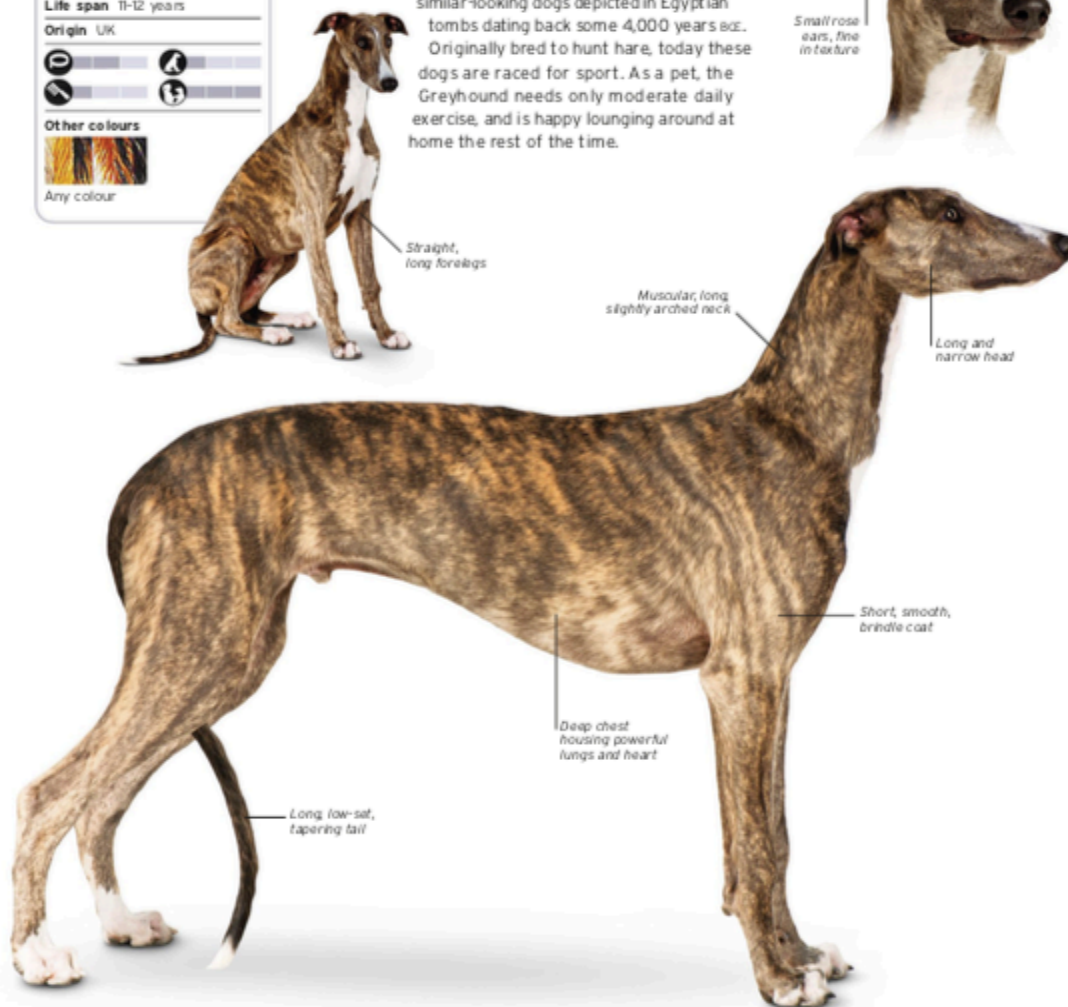 Life span 11-12 years
Origin UK
Other colours
Any colour
similar-looking dogs depicted in Egyptian
tombs dating back some 4,000 years BCE.
Originally bred to hunt hare, today these
dogs are raced for sport. As a pet, the
Greyhound needs only moderate daily
exercise, and is happy lounging around at
home the rest of the time.
Small rose
ears, fine
in texture
Straight,
long forelegs
Muscular, long,
slightly arched neck
Long and
narrow head
Short, smooth,
brindle coat
Deep chest
housing powerful
lungs and heart
Long, low-set,
tapering tail